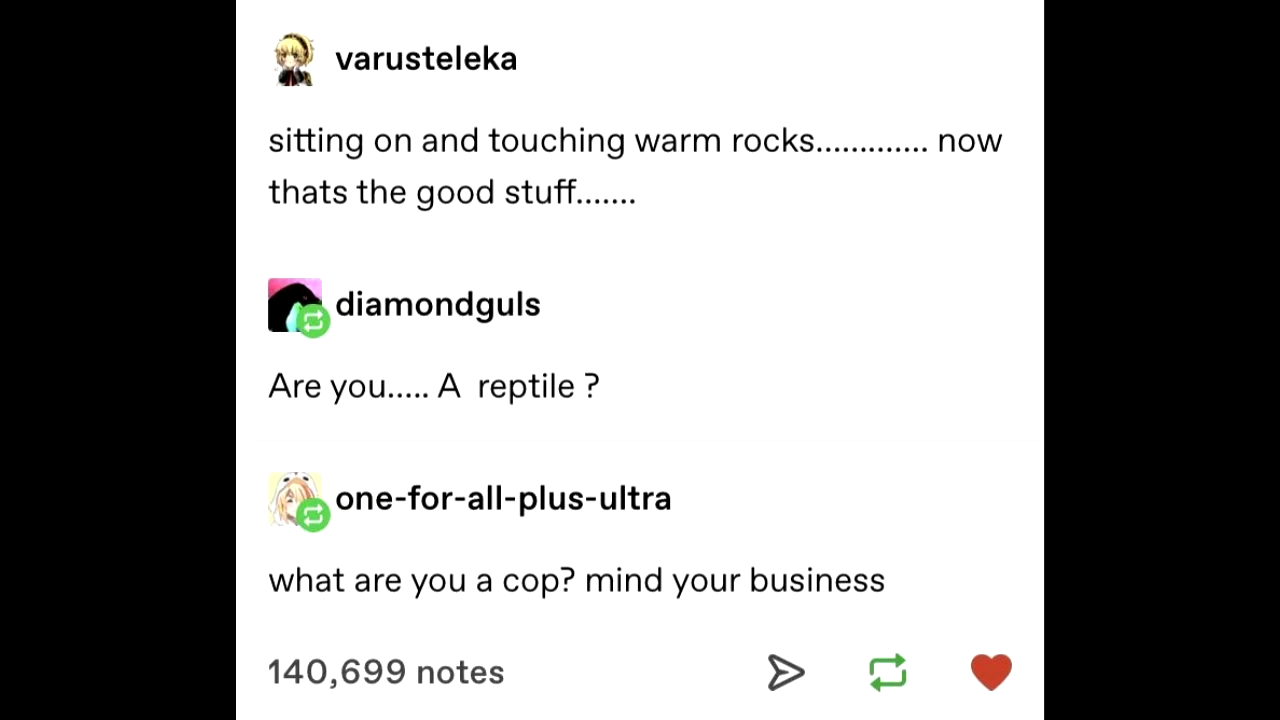 varusteleka
sitting on and touching warm rocks............. now
thats the good stuff.......
diamondguls
Are you..... A  reptile ?
one-for-all-plus-ultra
what are you a cop? mind your business
140,699 notes